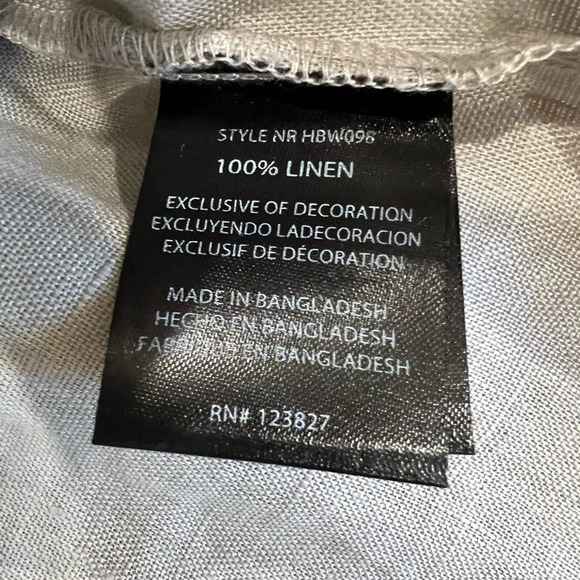 STYLE NR HBW098
100% LINEN
EXCLUSIVE OF DECORATION
EXCLUYENDO LADECORACION
EXCLUSIF DE DÉCORATION
MADE IN BANGLADESH
HECHO EN BANGLADESH
FABRIQUÉ EN BANGLADESH
RN# 123827